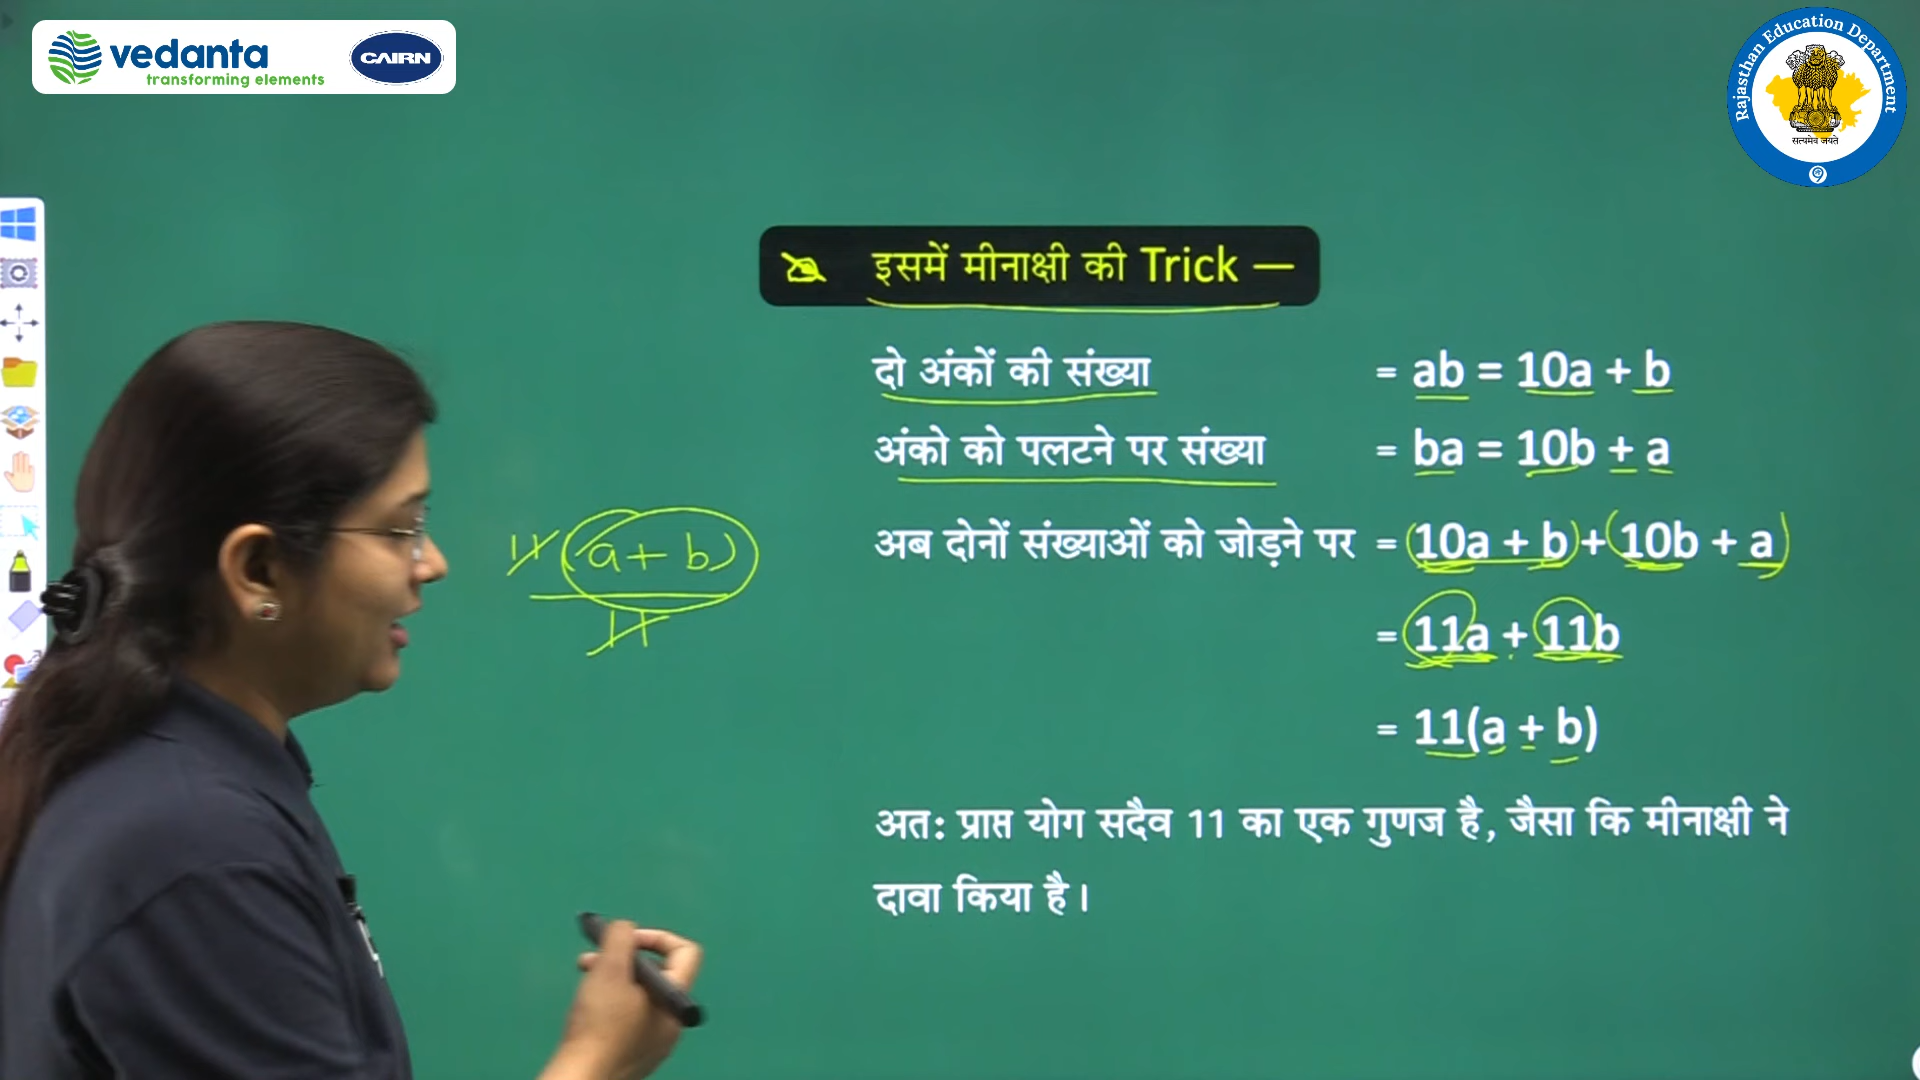 vedanta
transforming elements
CAIRN
Rajasthan Education Department
सत्यमेव जयते
इसमें मीनाक्षी की Trick —
दो अंकों की संख्या = ab = 10a + b
अंको को पलटने पर संख्या = ba = 10b + a
अब दोनों संख्याओं को जोड़ने पर = (10a + b)+(10b + a)
= 11a + 11b
= 11(a + b)
11(a + b)
11
अत: प्राप्त योग सदैव 11 का एक गुणज है, जैसा कि मीनाक्षी ने
दावा किया है।